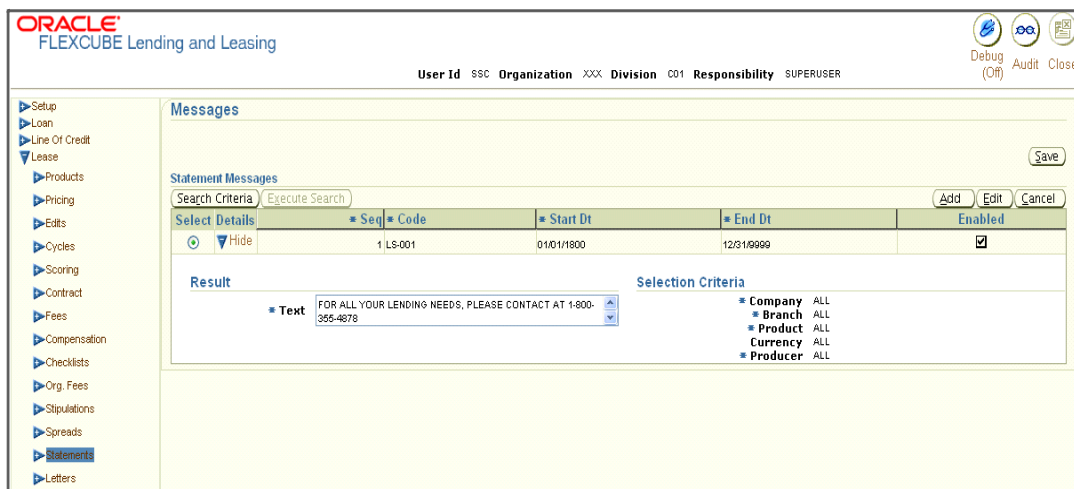 ORACLE'
FLEXCUBE Lending and Leasing
Debug (Off)
Audit
Close
User Id SSC Organization XXX Division C01 Responsibility SUPERUSER
Setup
Loan
Line Of Credit
Lease
Products
Pricing
Edits
Cycles
Scoring
Contract
Fees
Compensation
Checklists
Org. Fees
Stipulations
Spreads
Statements
Letters
Messages
Save
Statement Messages
Search Criteria Execute Search Add Edit Cancel
Select Details * Seq * Code * Start Dt * End Dt Enabled
Hide 1 LS-001 01/01/1800 12/31/9999
Result
* Text FOR ALL YOUR LENDING NEEDS, PLEASE CONTACT AT 1-800-
355-4878
Selection Criteria
* Company ALL
* Branch ALL
* Product ALL
Currency ALL
* Producer ALL